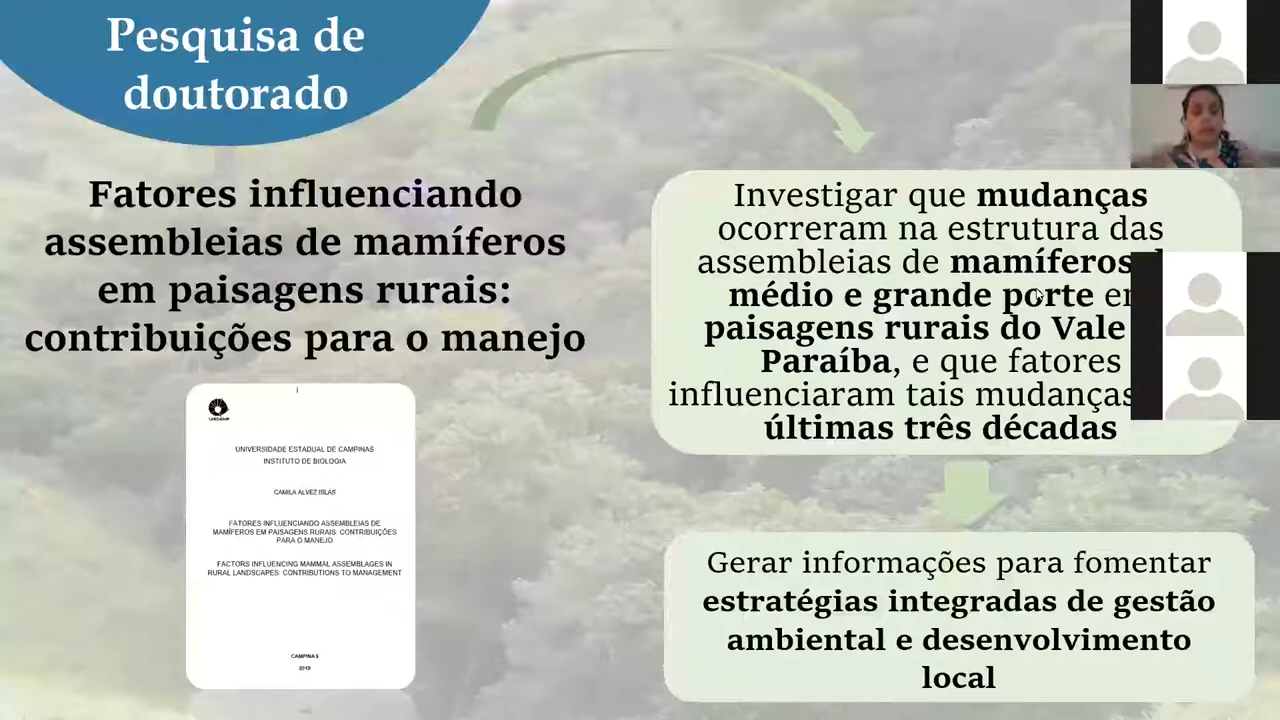 Pesquisa de
doutorado
Fatores influenciando
assembleias de mamíferos
em paisagens rurais:
contribuições para o manejo
UNICAMP
UNIVERSIDADE ESTADUAL DE CAMPINAS
INSTITUTO DE BIOLOGIA
CAMILA ALVEZ ISLAS
FATORES INFLUENCIANDO ASSEMBLEIAS DE
MAMÍFEROS EM PAISAGENS RURAIS: CONTRIBUIÇÕES
PARA O MANEJO
FACTORS INFLUENCING MAMMAL ASSEMBLAGES IN
RURAL LANDSCAPES: CONTRIBUTIONS TO MANAGEMENT
CAMPINAS
2019
Investigar que mudanças
ocorreram na estrutura das
assembleias de mamíferos
médio e grande porte
paisagens rurais do Vale
Paraíba, e que fatores
influenciaram tais mudanças
últimas três décadas
Gerar informações para fomentar
estratégias integradas de gestão
ambiental e desenvolvimento
local